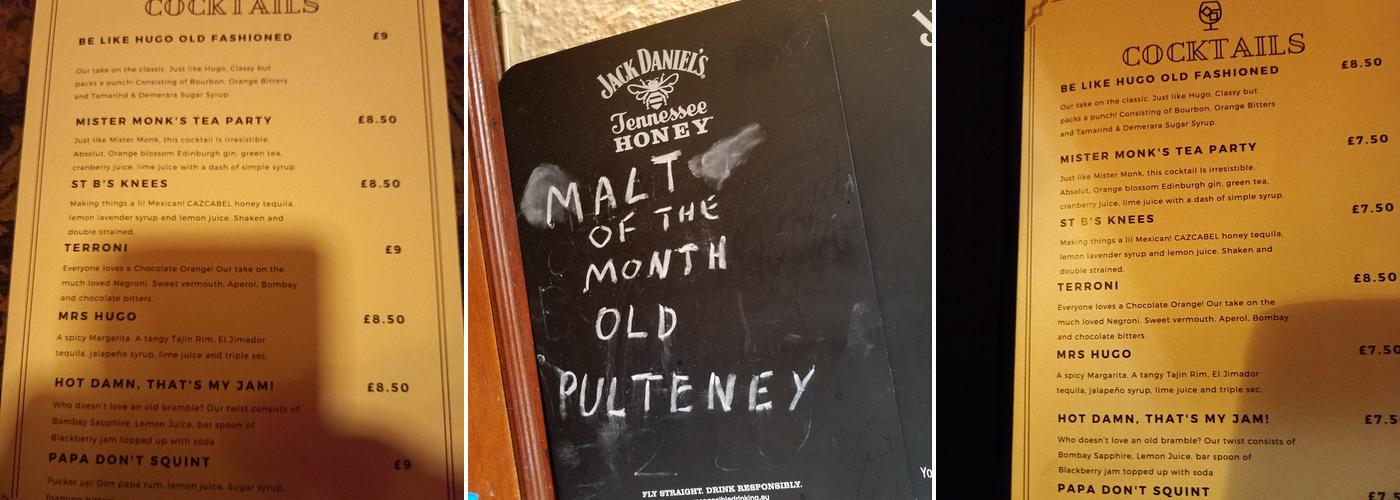 COCKTAILS
BE LIKE HUGO OLD FASHIONED £9
Our take on the classic. Just like Hugo, Classy but
packs a punch! Consisting of Bourbon, Orange Bitters
and Tamarind & Demerara Sugar Syrup.
MISTER MONK'S TEA PARTY £8.50
Just like Mister Monk, this cocktail Is irresistible.
Absolut, Orange blossom Edinburgh gin, green tea,
cranberry juice, lime juice with a dash of simple syrup.
ST B'S KNEES £8.50
Making things a lil Mexican! CAZCABEL honey tequila,
lemon lavender syrup and lemon juice. Shaken and
double strained.
TERRONI £9
Everyone loves a Chocolate Orange! Our take on the
much loved Negroni. Sweet vermouth, Aperol, Bombay
and chocolate bitters.
MRS HUGO £8.50
A spicy Margarita. A tangy Tajin Rim, El Jimador
tequila, jalapeño syrup, lime juice and triple sec.
HOT DAMN, THAT'S MY JAM! £8.50
Who doesn't love an old bramble? Our twist consists of
Bombay Sapphire, Lemon Juice, bar spoon of
Blackberry jam topped up with soda
PAPA DON'T SQUINT £9
Pucker up! Don papa rum, lemon juice, Sugar syrup,
foaming bitters
JACK DANIEL'S
Tennessee
HONEY
MALT
OF THE
MONTH
OLD
PULTENEY
FLY STRAIGHT. DRINK RESPONSIBLY.
COCKTAILS
BE LIKE HUGO OLD FASHIONED £8.50
Our take on the classic. Just like Hugo, Classy but
packs a punch! Consisting of Bourbon, Orange Bitters
and Tamarind & Demerara Sugar Syrup.
MISTER MONK'S TEA PARTY £7.50
Just like Mister Monk, this cocktail Is irresistible.
Absolut, Orange blossom Edinburgh gin, green tea,
cranberry juice, lime juice with a dash of simple syrup.
ST B'S KNEES £7.50
Making things a lil Mexican! CAZCABEL honey tequila,
lemon lavender syrup and lemon juice. Shaken and
double strained.
TERRONI £8.50
Everyone loves a Chocolate Orange! Our take on the
much loved Negroni. Sweet vermouth, Aperol, Bombay
and chocolate bitters.
MRS HUGO £7.50
A spicy Margarita. A tangy Tajin Rim, El Jimador
tequila, jalapeño syrup, lime juice and triple sec.
HOT DAMN, THAT'S MY JAM! £7.5
Who doesn't love an old bramble? Our twist consists of
Bombay Sapphire, Lemon Juice, bar spoon of
Blackberry jam topped up with soda
PAPA DON'T SQUINT